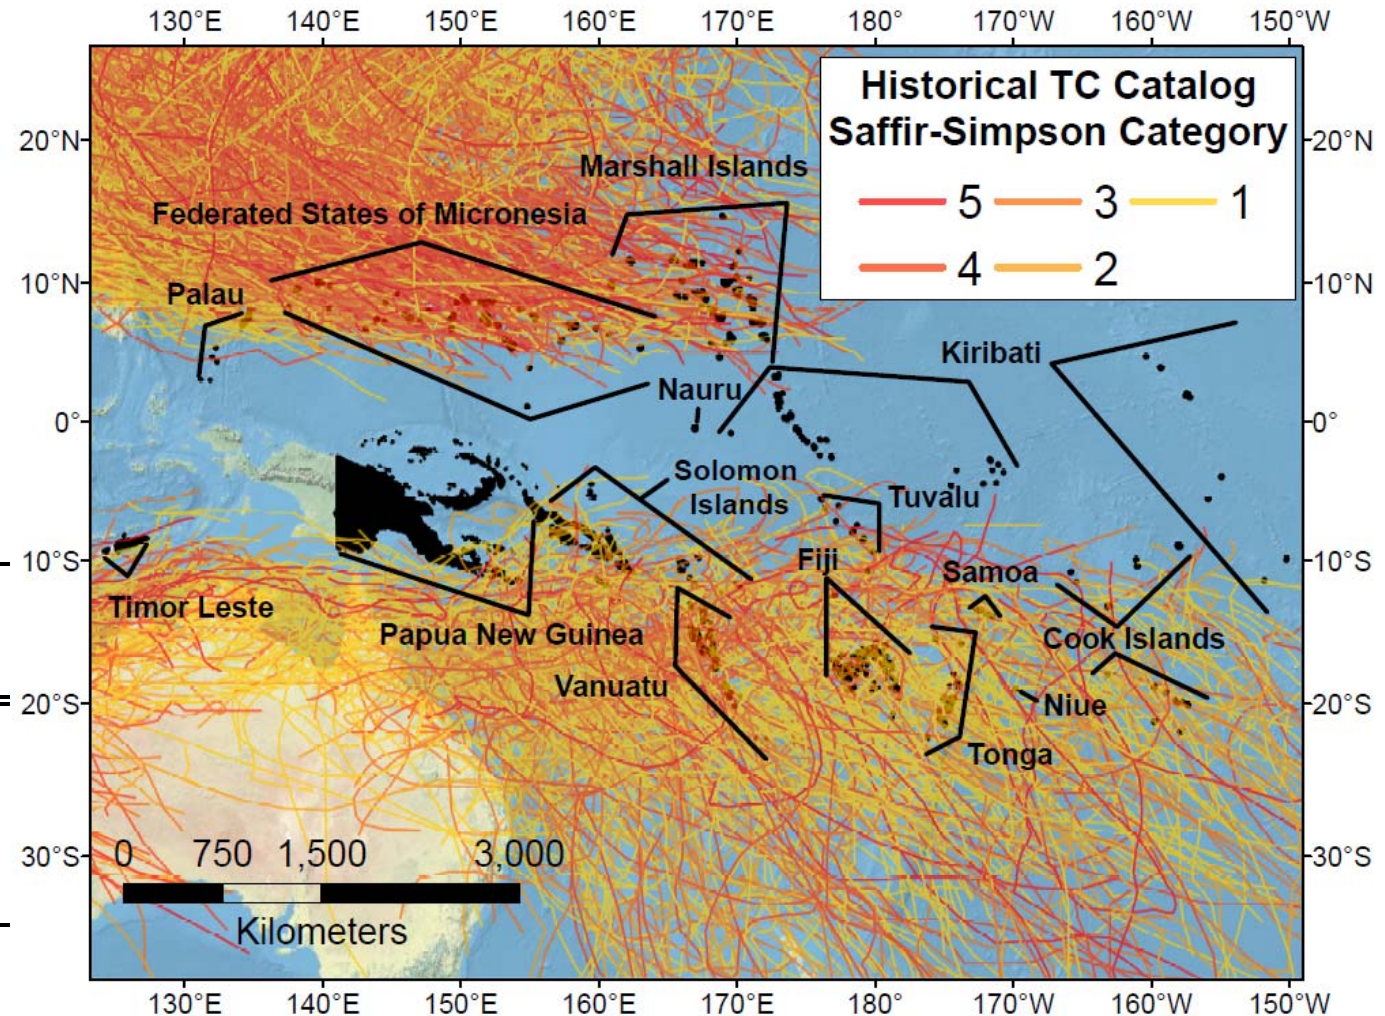 130°E 140°E 150°E 160°E 170°E 180° 170°W 160°W 150°W
Historical TC Catalog
Saffir-Simpson Category
5 3 1
4 2
20°N 20°N
Marshall Islands
Federated States of Micronesia
10°N 10°N
Palau
Kiribati
Nauru
0° 0°
Solomon
Islands
Tuvalu
10°S 10°S
Fiji
Samoa
Timor Leste
Papua New Guinea
Cook Islands
Vanuatu
20°S 20°S
Niue
Tonga
30°S 30°S
0 750 1,500 3,000
Kilometers
130°E 140°E 150°E 160°E 170°E 180° 170°W 160°W 150°W